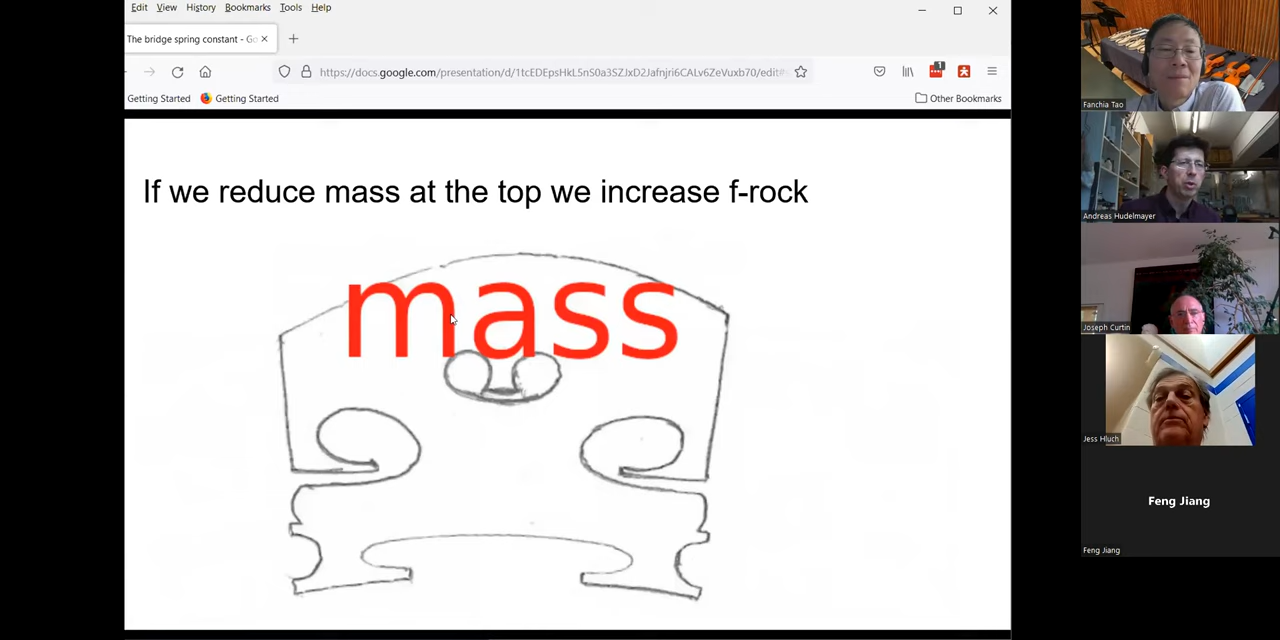 Edit View History Bookmarks Tools Help
The bridge spring constant - Go
https://docs.google.com/presentation/d/1tcEDEpsHkL5nS0a3SZJxD2Jafnjri6CALv6ZeVuxb70/edit#
1
Getting Started Getting Started Other Bookmarks
If we reduce mass at the top we increase f-rock
mass
Fanchia Tao
Andreas Hudelmayer
Joseph Curtin
Jess Hluch
Feng Jiang
Feng Jiang